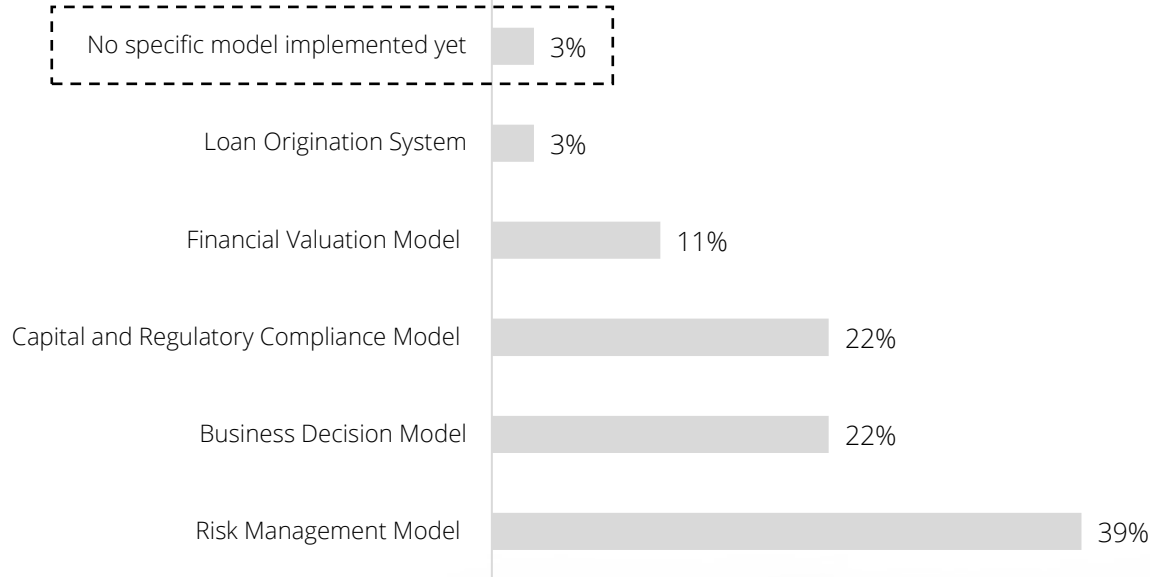 No specific model implemented yet 3%
Loan Origination System 3%
Financial Valuation Model 11%
Capital and Regulatory Compliance Model 22%
Business Decision Model 22%
Risk Management Model 39%